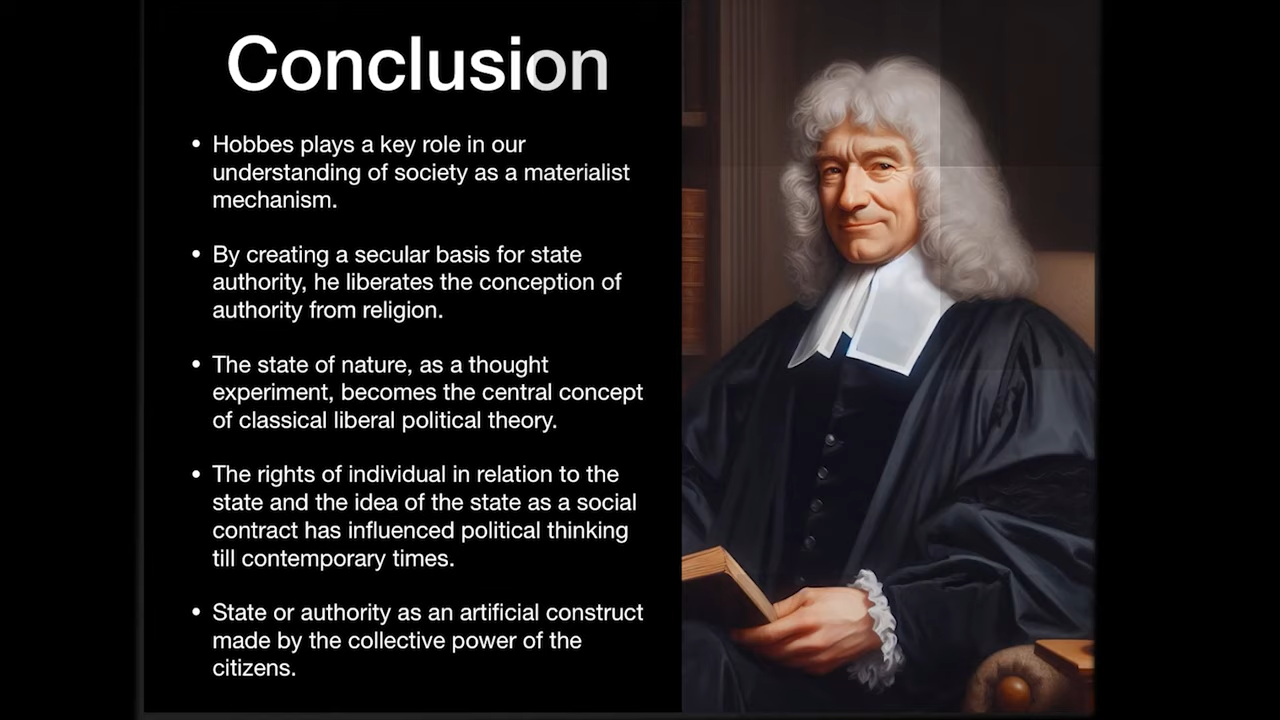 Conclusion
• Hobbes plays a key role in our
understanding of society as a materialist
mechanism.
• By creating a secular basis for state
authority, he liberates the conception of
authority from religion.
• The state of nature, as a thought
experiment, becomes the central concept
of classical liberal political theory.
• The rights of individual in relation to the
state and the idea of the state as a social
contract has influenced political thinking
till contemporary times.
• State or authority as an artificial construct
made by the collective power of the
citizens.